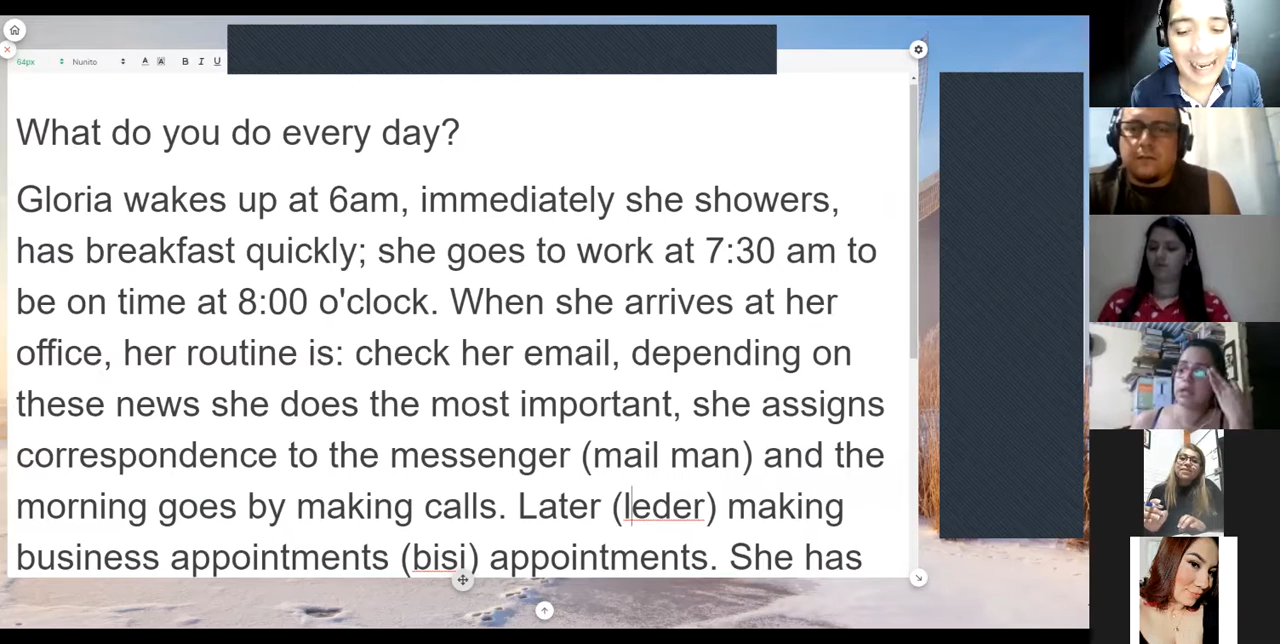 64px Nunito A A B I U
What do you do every day?
Gloria wakes up at 6am, immediately she showers,
has breakfast quickly; she goes to work at 7:30 am to
be on time at 8:00 o'clock. When she arrives at her
office, her routine is: check her email, depending on
these news she does the most important, she assigns
correspondence to the messenger (mail man) and the
morning goes by making calls. Later (leder) making
business appointments (bisi) appointments. She has